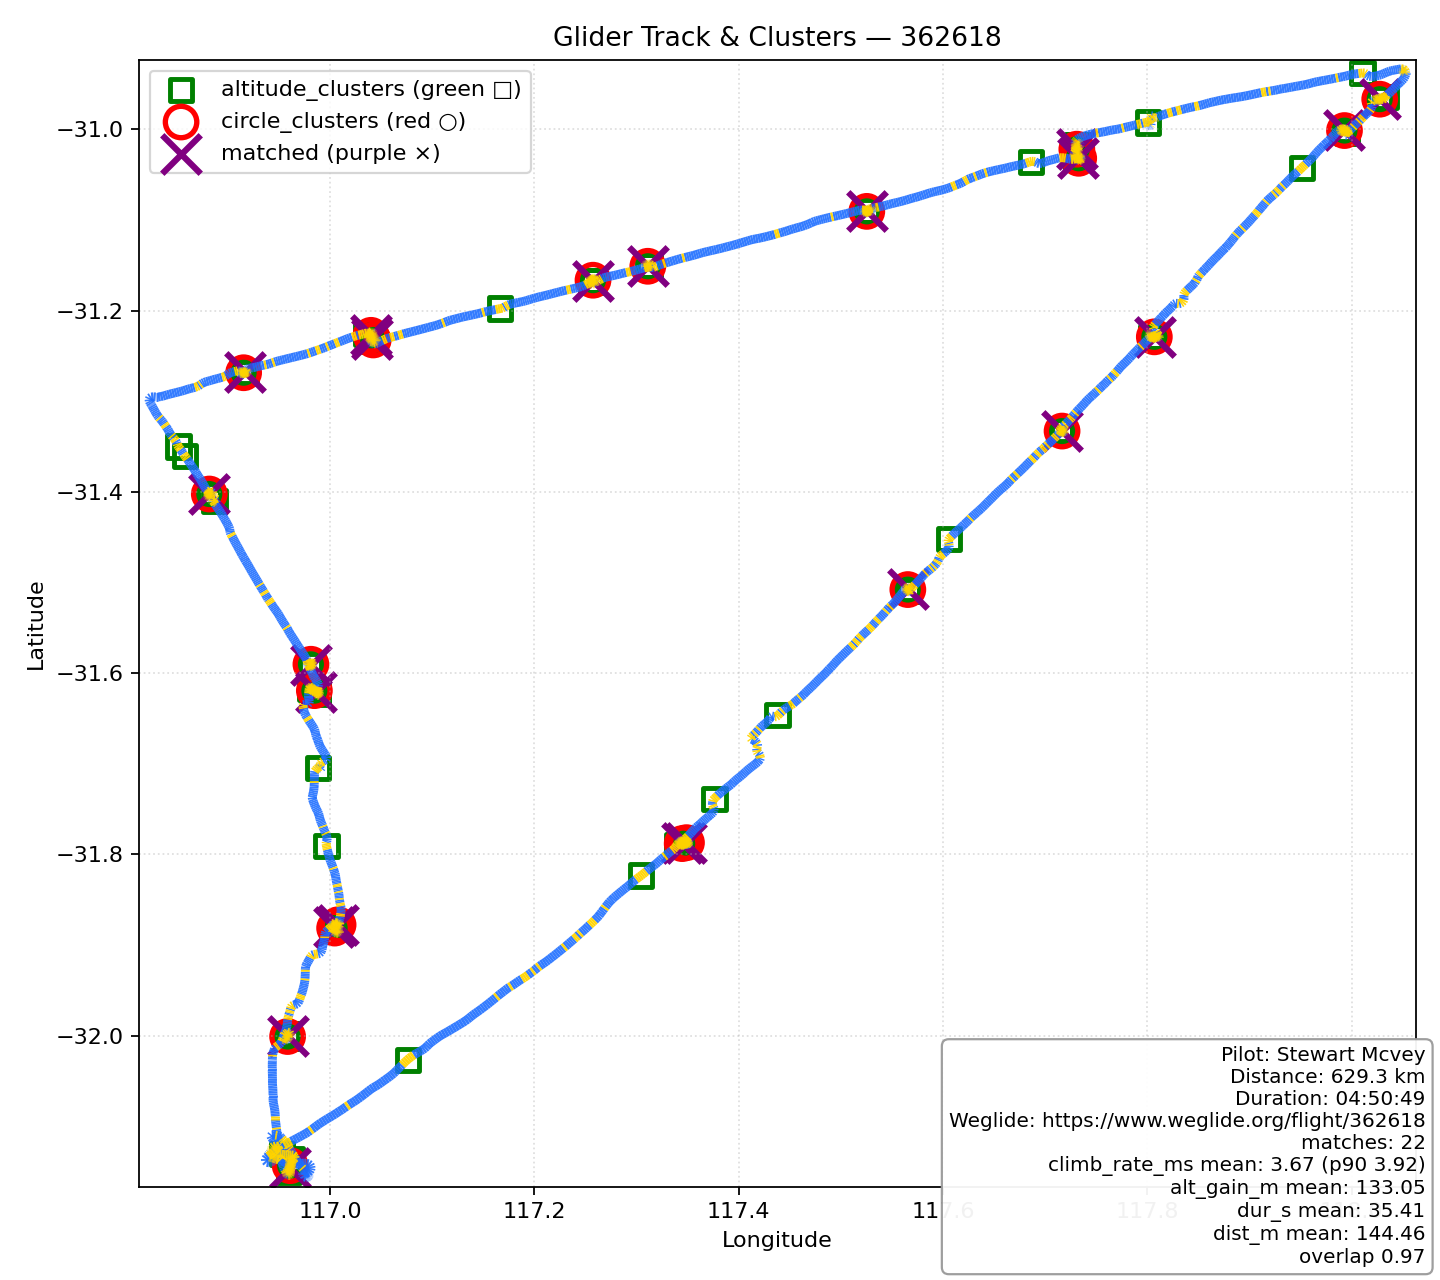 Glider Track & Clusters — 362618
altitude_clusters (green □)
circle_clusters (red ○)
matched (purple ×)
Latitude
−31.0
−31.2
−31.4
−31.6
−31.8
−32.0
117.0
117.2
117.4
117.6
117.8
Longitude
Pilot: Stewart Mcvey
Distance: 629.3 km
Duration: 04:50:49
Weglide: https://www.weglide.org/flight/362618
matches: 22
climb_rate_ms mean: 3.67 (p90 3.92)
alt_gain_m mean: 133.05
dur_s mean: 35.41
dist_m mean: 144.46
overlap 0.97